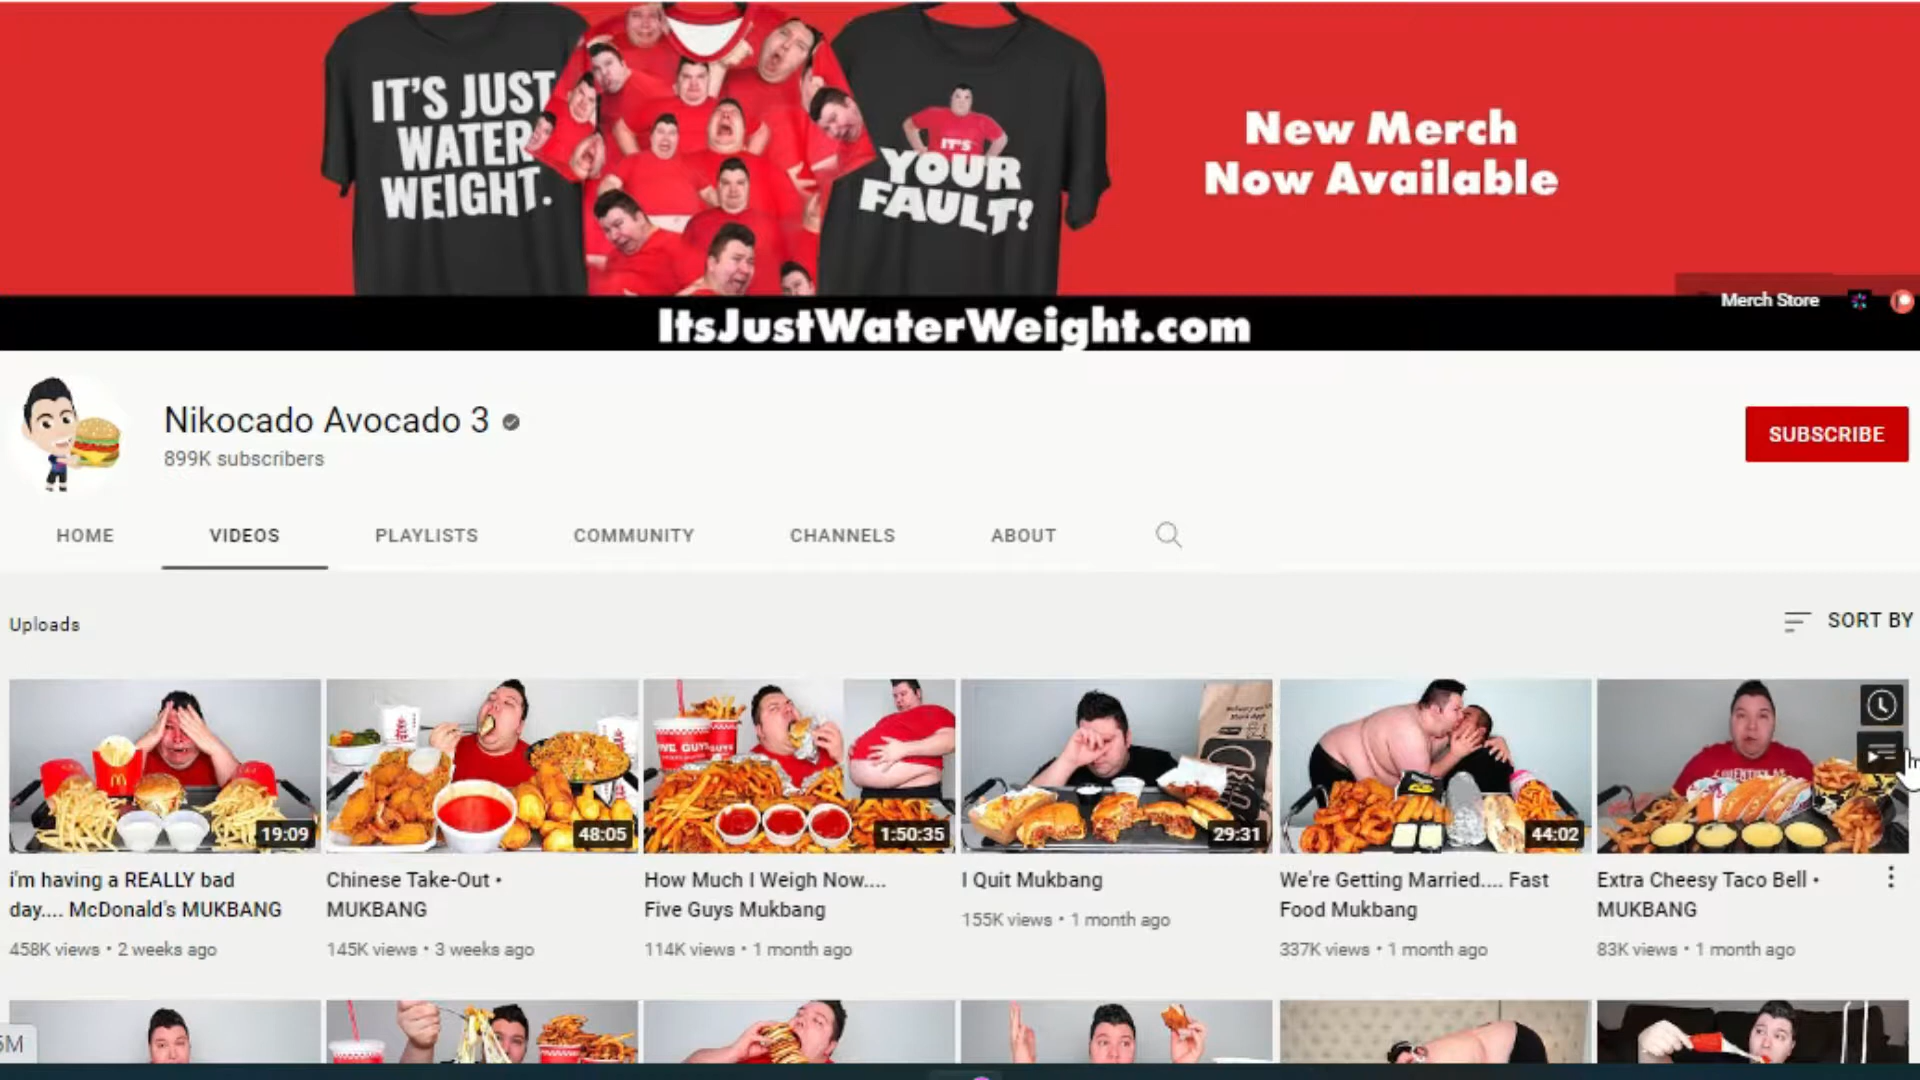 IT'S JUST
WATER
WEIGHT.
IT'S
YOUR
FAULT!
New Merch
Now Available
Merch Store
ItsJustWaterWeight.com
Nikocado Avocado 3
899K subscribers
SUBSCRIBE
HOME
VIDEOS
PLAYLISTS
COMMUNITY
CHANNELS
ABOUT
Uploads
SORT BY
19:09
48:05
1:50:35
29:31
44:02
i'm having a REALLY bad
day.... McDonald's MUKBANG
458K views • 2 weeks ago
Chinese Take-Out •
MUKBANG
145K views • 3 weeks ago
How Much I Weigh Now....
Five Guys Mukbang
114K views • 1 month ago
I Quit Mukbang
155K views • 1 month ago
We're Getting Married.... Fast
Food Mukbang
337K views • 1 month ago
Extra Cheesy Taco Bell •
MUKBANG
83K views • 1 month ago